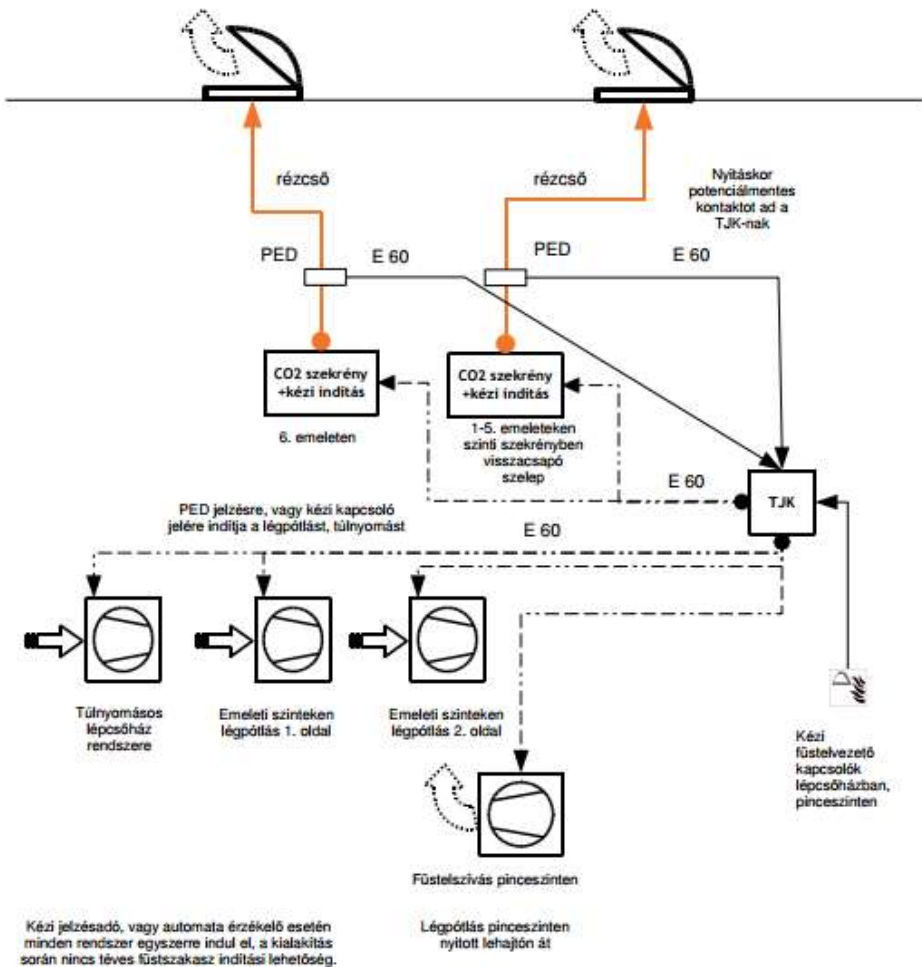 rézcső
rézcső
Nyitáskor
potenciálmentes
kontaktot ad a
TJK-nak
PED
E 60
PED
E 60
CO2 szekrény
+kézi indítás
6. emeleten
CO2 szekrény
+kézi indítás
1-5. emeleteken
szinti szekrényben
visszacsapó
szelep
E 60
TJK
PED jelzésre, vagy kézi kapcsoló
jelére indítja a légpótlást, túlnyomást
E 60
Túlnyomásos
lépcsőház
rendszere
Emeleti szinteken
légpótlás 1. oldal
Emeleti szinteken
légpótlás 2. oldal
Kézi
füstelvezető
kapcsolók
lépcsőházban,
pinceszinten
Füstelszívás pinceszinten
Kézi jelzésadó, vagy automata érzékelő esetén
minden rendszer egyszerre indul el, a kialakítás
során nincs téves füstszakasz indítási lehetőség.
Légpótlás pinceszinten
nyitott lehajtón át